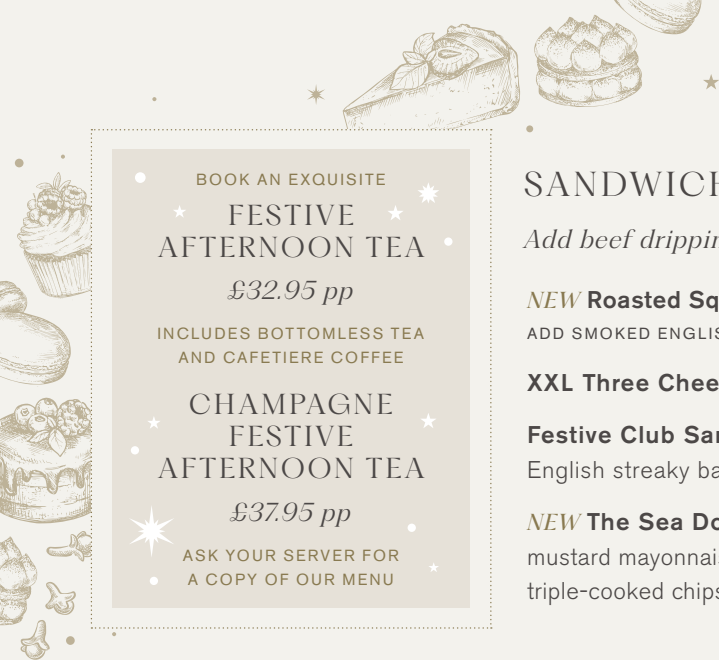 BOOK AN EXQUISITE
FESTIVE
AFTERNOON TEA
£32.95 pp
INCLUDES BOTTOMLESS TEA
AND CAFETIERE COFFEE
CHAMPAGNE
FESTIVE
AFTERNOON TEA
£37.95 pp
ASK YOUR SERVER FOR
A COPY OF OUR MENU
SANDWICH
Add beef drippin
NEW Roasted Sq
ADD SMOKED ENGLIS
XXL Three Chee
Festive Club Sa
English streaky ba
NEW The Sea Do
mustard mayonnai
triple-cooked chips